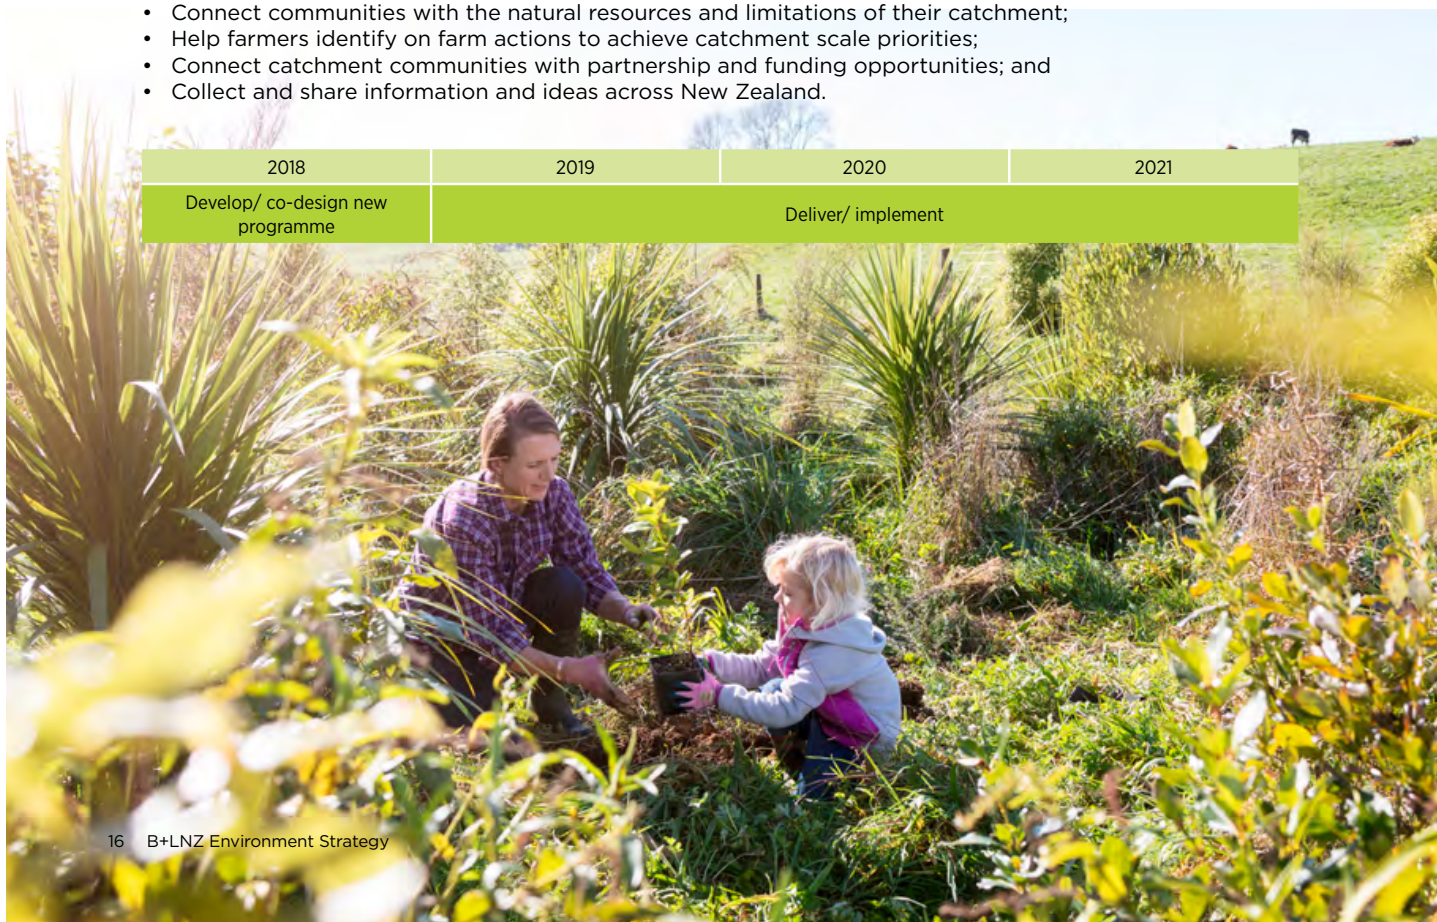 • Connect communities with the natural resources and limitations of their catchment;
• Help farmers identify on farm actions to achieve catchment scale priorities;
• Connect catchment communities with partnership and funding opportunities; and
• Collect and share information and ideas across New Zealand.
2018 2019 2020 2021
Develop/ co-design new
programme
Deliver/ implement
16 B+LNZ Environment Strategy